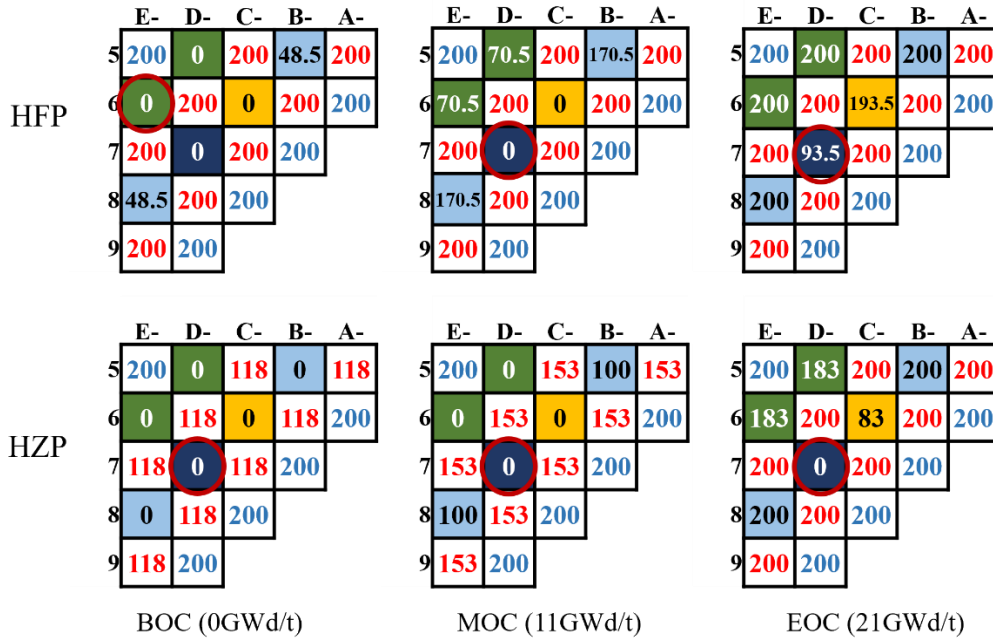 E- D- C- B- A- E- D- C- B- A- E- D- C- B- A-
5 200 0 200 48.5 200 5 200 70.5 200 170.5 200 5 200 200 200 200 200
HFP 6 0 200 0 200 200 6 70.5 200 0 200 200 6 200 200 193.5 200 200
7 200 0 200 200 7 200 0 200 200 7 200 93.5 200 200
8 48.5 200 200 8 170.5 200 200 8 200 200 200
9 200 200 9 200 200 9 200 200
E- D- C- B- A- E- D- C- B- A- E- D- C- B- A-
5 200 0 118 0 118 5 200 0 153 100 153 5 200 183 200 200 200
6 0 118 0 118 200 6 0 153 0 153 200 6 183 200 83 200 200
HZP 7 118 0 118 200 7 153 0 153 200 7 200 0 200 200
8 0 118 200 8 100 153 200 8 200 200 200
9 118 200 9 153 200 9 200 200
BOC (0GWd/t) MOC (11GWd/t) EOC (21GWd/t)